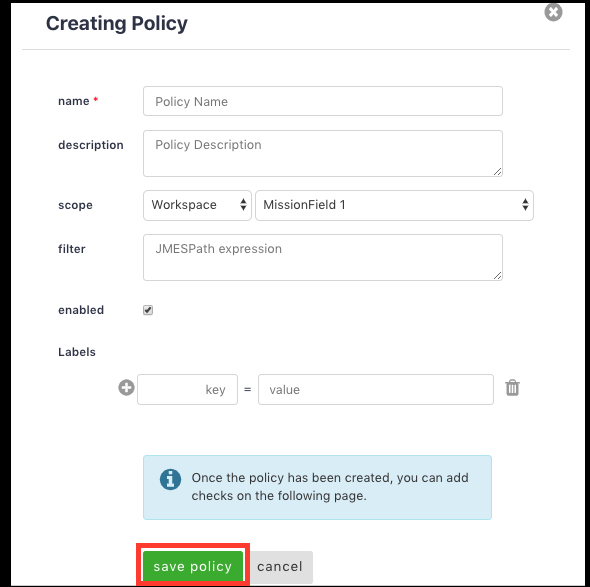 Creating Policy
name *
Policy Name
description
Policy Description
scope
Workspace
MissionField 1
filter
JMESPath expression
enabled
Labels
key = value
Once the policy has been created, you can add
checks on the following page.
save policy
cancel